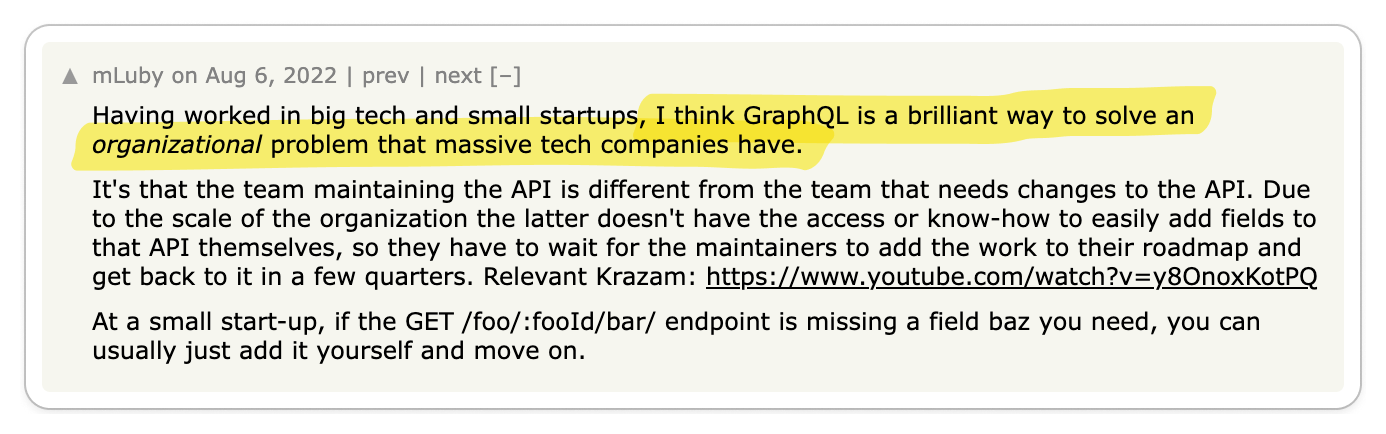 ▲ mLuby on Aug 6, 2022 | prev | next [–]
Having worked in big tech and small startups, I think GraphQL is a brilliant way to solve an
organizational problem that massive tech companies have.
It's that the team maintaining the API is different from the team that needs changes to the API. Due
to the scale of the organization the latter doesn't have the access or know-how to easily add fields to
that API themselves, so they have to wait for the maintainers to add the work to their roadmap and
get back to it in a few quarters. Relevant Krazam: https://www.youtube.com/watch?v=y8OnoxKotPQ
At a small start-up, if the GET /foo/:fooId/bar/ endpoint is missing a field baz you need, you can
usually just add it yourself and move on.